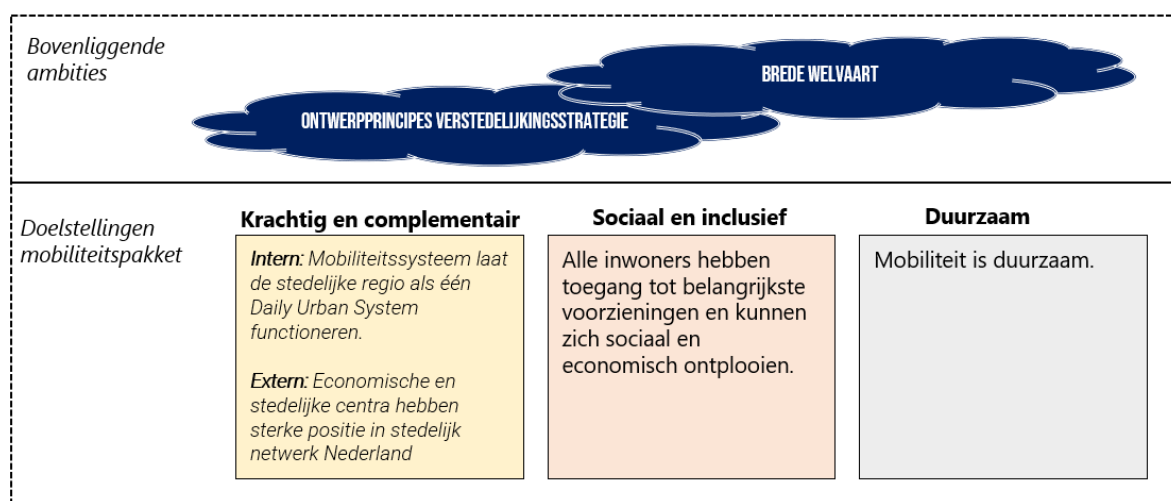 Bovenliggende
ambities
BREDE WELVAART
ONTWERPPRINCIPES VERSTEDELIJKINGSSTRATEGIE
Doelstellingen
mobiliteitspakket
Krachtig en complementair
Intern: Mobiliteitssysteem laat
de stedelijke regio als één
Daily Urban System
functioneren.
Extern: Economische en
stedelijke centra hebben
sterke positie in stedelijk
netwerk Nederland
Sociaal en inclusief
Alle inwoners hebben
toegang tot belangrijkste
voorzieningen en kunnen
zich sociaal en
economisch ontplooien.
Duurzaam
Mobiliteit is duurzaam.